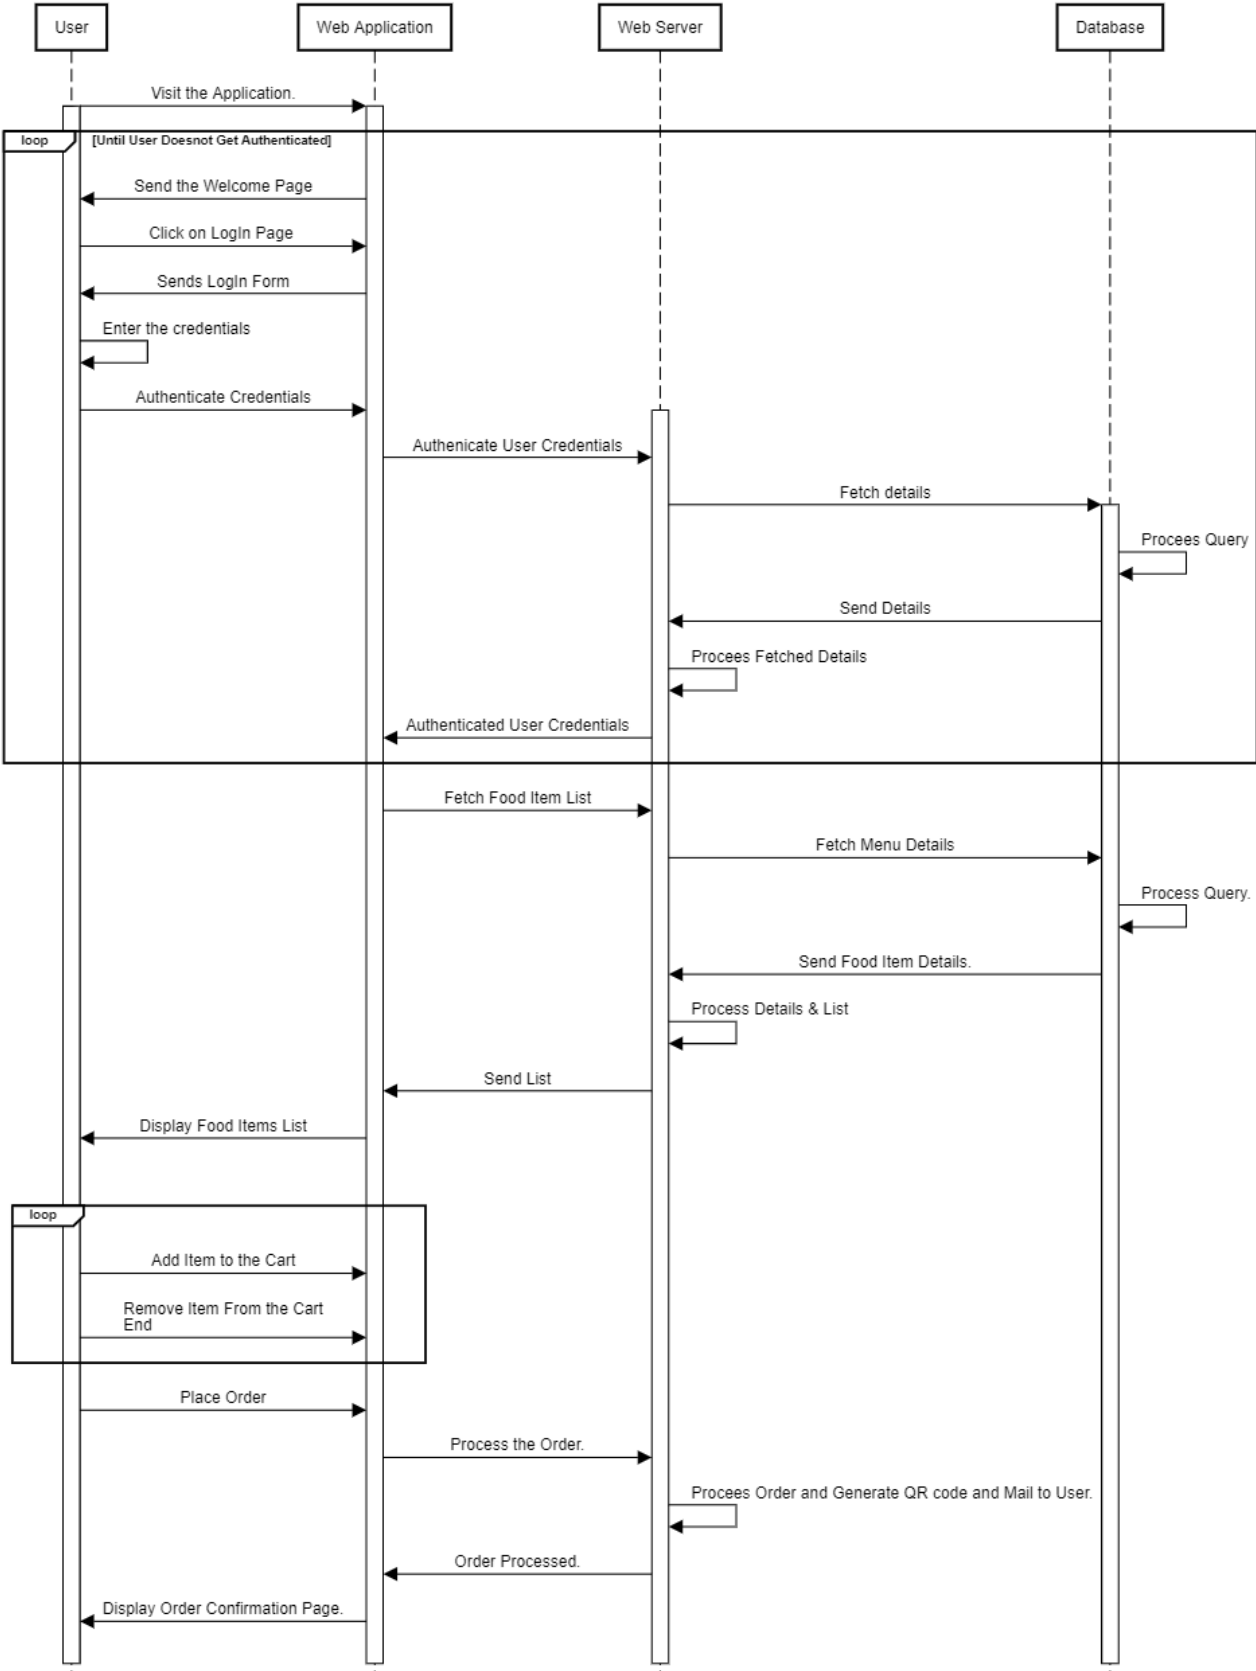 User
Web Application
Web Server
Database
Visit the Application.
loop
[Until User Doesnot Get Authenticated]
Send the Welcome Page
Click on LogIn Page
Sends LogIn Form
Enter the credentials
Authenticate Credentials
Authenicate User Credentials
Fetch details
Procees Query
Send Details
Procees Fetched Details
Authenticated User Credentials
Fetch Food Item List
Fetch Menu Details
Process Query.
Send Food Item Details.
Process Details & List
Send List
Display Food Items List
loop
Add Item to the Cart
Remove Item From the Cart
End
Place Order
Process the Order.
Procees Order and Generate QR code and Mail to User.
Order Processed.
Display Order Confirmation Page.